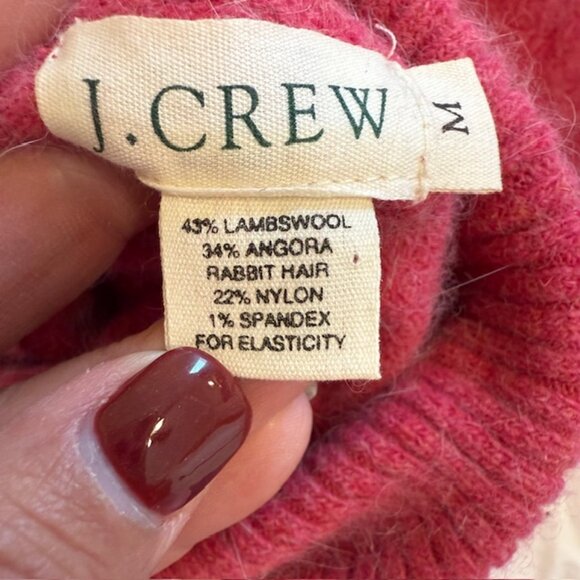 J.CREW
M
43% LAMBSWOOL
34% ANGORA
RABBIT HAIR
22% NYLON
1% SPANDEX
FOR ELASTICITY